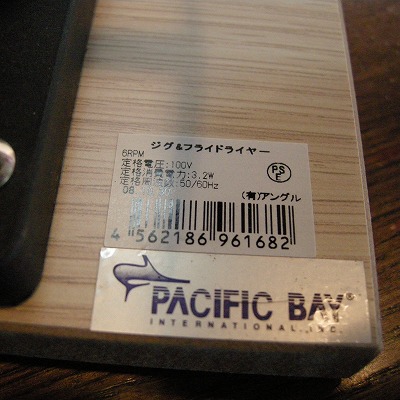 ジグ&フライドライヤー
6RPM
定格電圧:100V
定格消費電力:3.2W
定格周波数:50/60Hz
06
PSE
(有)アングル
4 562186 961682
PACIFIC BAY®
INTERNATIONAL, INC.